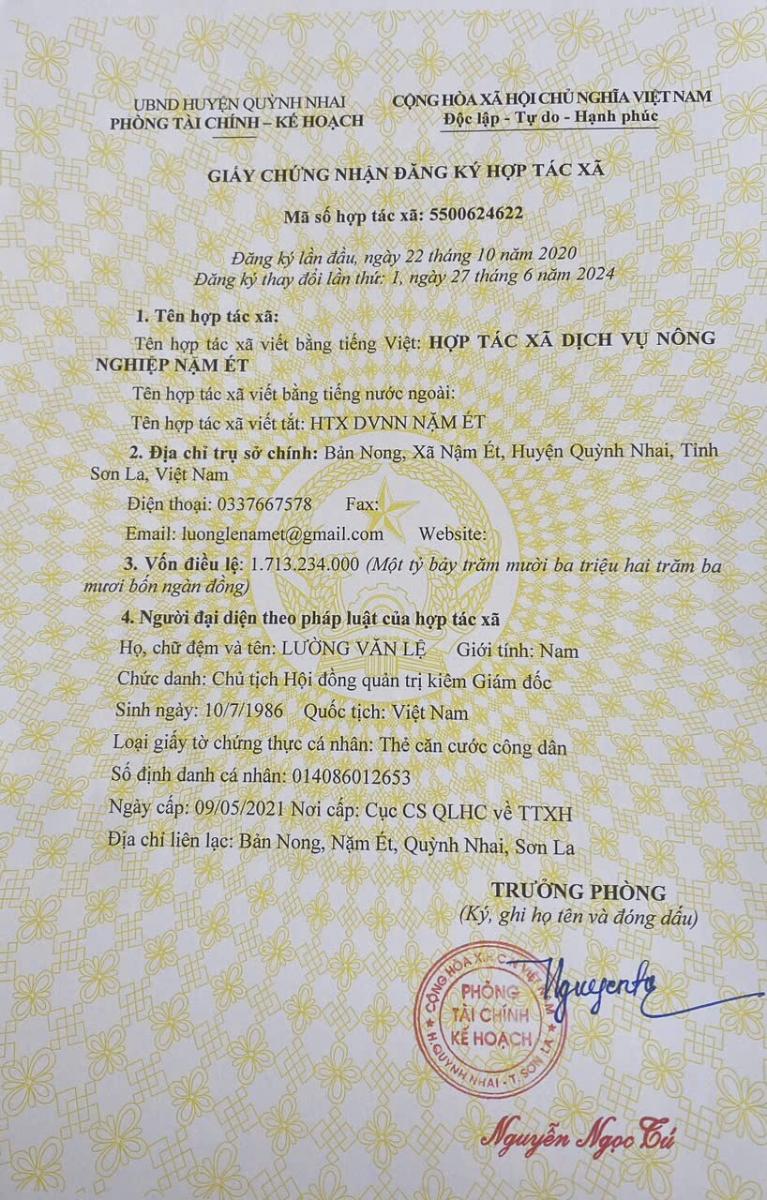 UBND HUYỆN QUỲNH NHAI
PHÒNG TÀI CHÍNH – KẾ HOẠCH
CỘNG HÒA XÃ HỘI CHỦ NGHĨA VIỆT NAM
Độc lập - Tự do - Hạnh phúc
GIẤY CHỨNG NHẬN ĐĂNG KÝ HỢP TÁC XÃ
Mã số hợp tác xã: 5500624622
Đăng ký lần đầu, ngày 22 tháng 10 năm 2020
Đăng ký thay đổi lần thứ: 1, ngày 27 tháng 6 năm 2024
1. Tên hợp tác xã:
Tên hợp tác xã viết bằng tiếng Việt: HỢP TÁC XÃ DỊCH VỤ NÔNG
NGHIỆP NẶM ÉT
Tên hợp tác xã viết bằng tiếng nước ngoài:
Tên hợp tác xã viết tắt: HTX DVNN NẶM ÉT
2. Địa chỉ trụ sở chính: Bản Nong, Xã Nậm Ét, Huyện Quỳnh Nhai, Tỉnh
Sơn La, Việt Nam
Điện thoại: 0337667578 Fax:
Email: luonglenamet@gmail.com Website:
3. Vốn điều lệ: 1.713.234.000 (Một tỷ bảy trăm mười ba triệu hai trăm ba
mươi bốn ngàn đồng)
4. Người đại diện theo pháp luật của hợp tác xã
Họ, chữ đệm và tên: LƯỜNG VĂN LỆ Giới tính: Nam
Chức danh: Chủ tịch Hội đồng quản trị kiêm Giám đốc
Sinh ngày: 10/7/1986 Quốc tịch: Việt Nam
Loại giấy tờ chứng thực cá nhân: Thẻ căn cước công dân
Số định danh cá nhân: 014086012653
Ngày cấp: 09/05/2021 Nơi cấp: Cục CS QLHC về TTXH
Địa chỉ liên lạc: Bản Nong, Nặm Ét, Quỳnh Nhai, Sơn La
TRƯỞNG PHÒNG
(Ký, ghi họ tên và đóng dấu)
CỘNG HÒA X.H.C.N VIỆT NAM
PHÒNG
TÀI CHÍNH
KẾ HOẠCH
H.QUỲNH NHAI - T.SƠN LA
Nguyễn Ngọc Tú